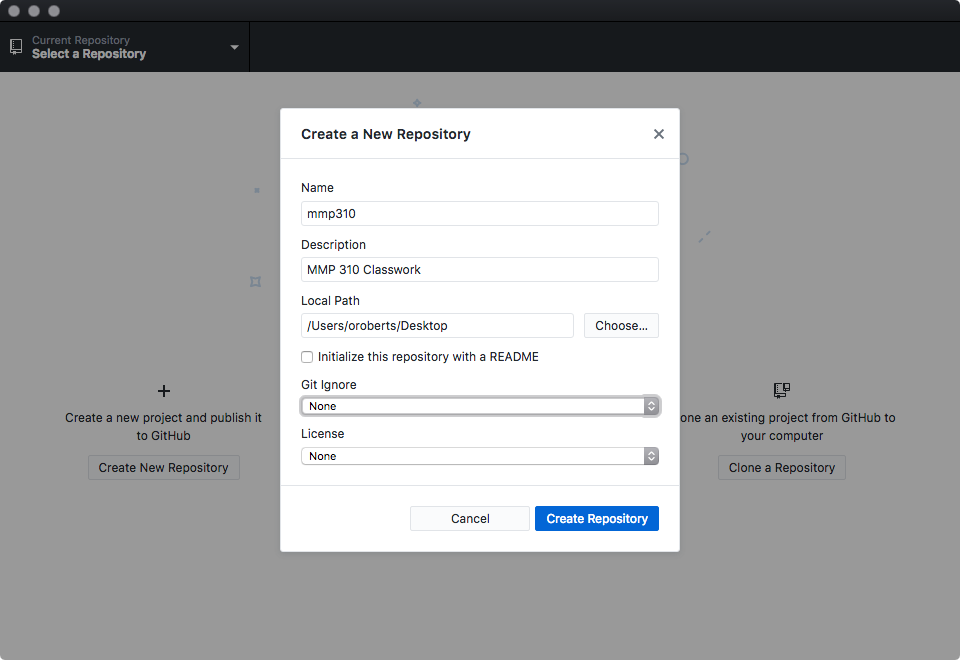 Current Repository
Select a Repository
Create a New Repository
Name
mmp310
Description
MMP 310 Classwork
Local Path
/Users/oroberts/Desktop
Choose...
Initialize this repository with a README
Git Ignore
None
License
None
Cancel
Create Repository
Create a new project and publish it
to GitHub
Create New Repository
one an existing project from GitHub to
your computer
Clone a Repository